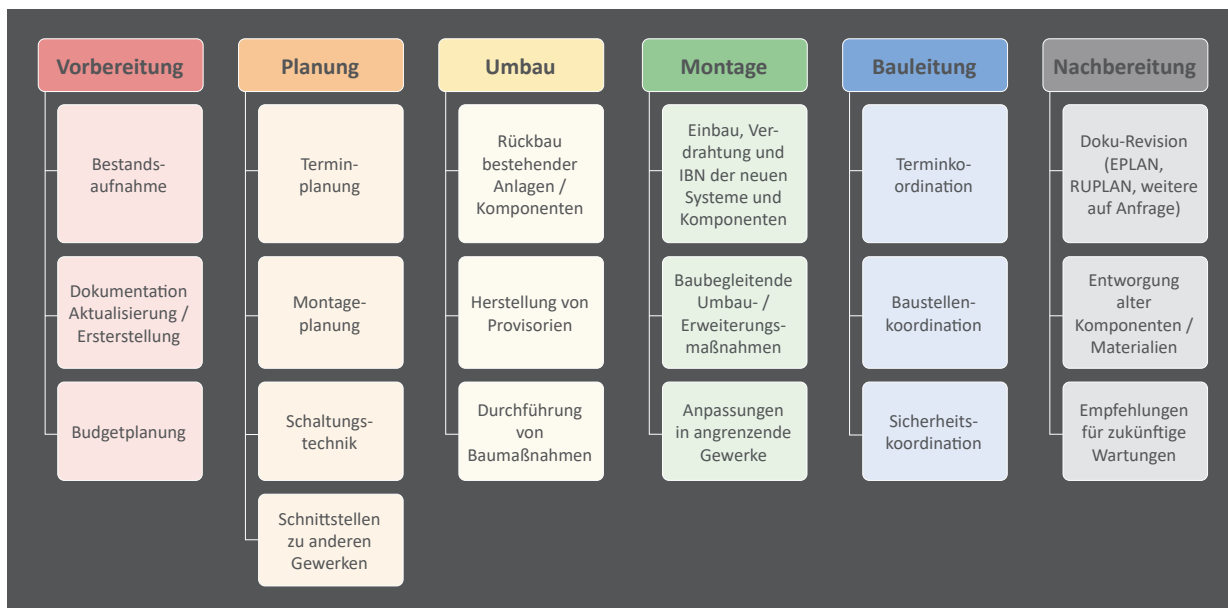 Vorbereitung
Bestands-
aufnahme
Dokumentation
Aktualisierung /
Ersterstellung
Budgetplanung
Planung
Termin-
planung
Montage-
planung
Schaltungs-
technik
Schnittstellen
zu anderen
Gewerken
Umbau
Rückbau
bestehender
Anlagen /
Komponenten
Herstellung von
Provisorien
Durchführung
von
Baumaßnahmen
Montage
Einbau, Ver-
drahtung und
IBN der neuen
Systeme und
Komponenten
Baubegleitende
Umbau- /
Erweiterungs-
maßnahmen
Anpassungen
in angrenzende
Gewerke
Bauleitung
Terminko-
ordination
Baustellen-
koordination
Sicherheits-
koordination
Nachbereitung
Doku-Revision
(EPLAN,
RUPLAN, weitere
auf Anfrage)
Entworgung
alter
Komponenten /
Materialien
Empfehlungen
für zukünftige
Wartungen